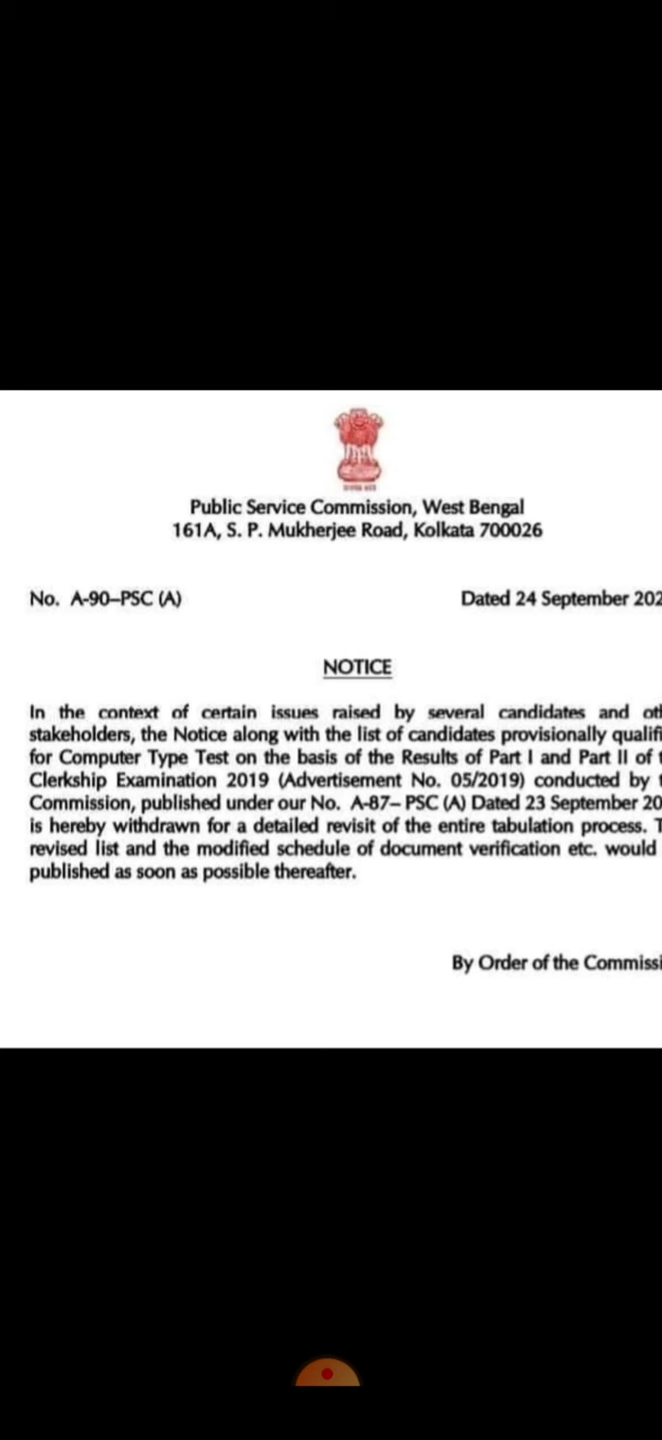 Public Service Commission, West Bengal
161A, S. P. Mukherjee Road, Kolkata 700026
No. A-90–PSC (A) Dated 24 September 202
NOTICE
In the context of certain issues raised by several candidates and oth
stakeholders, the Notice along with the list of candidates provisionally qualifi
for Computer Type Test on the basis of the Results of Part I and Part II of t
Clerkship Examination 2019 (Advertisement No. 05/2019) conducted by t
Commission, published under our No. A-87– PSC (A) Dated 23 September 20
is hereby withdrawn for a detailed revisit of the entire tabulation process. T
revised list and the modified schedule of document verification etc. would
published as soon as possible thereafter.
By Order of the Commissi